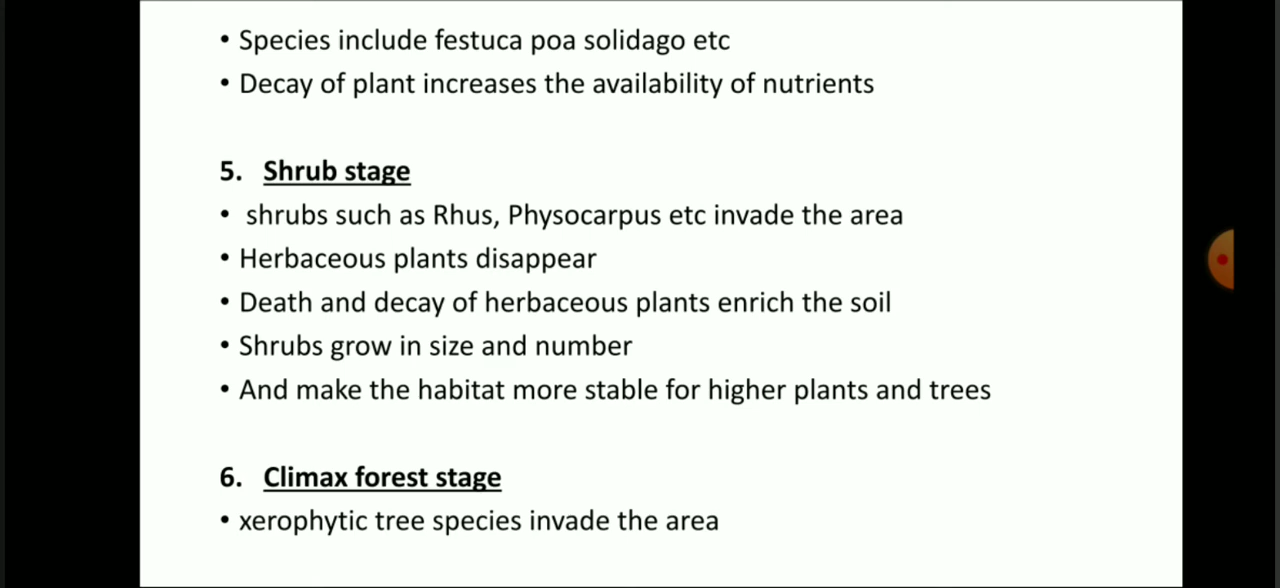 • Species include festuca poa solidago etc
• Decay of plant increases the availability of nutrients
5. Shrub stage
• shrubs such as Rhus, Physocarpus etc invade the area
• Herbaceous plants disappear
• Death and decay of herbaceous plants enrich the soil
• Shrubs grow in size and number
• And make the habitat more stable for higher plants and trees
6. Climax forest stage
• xerophytic tree species invade the area